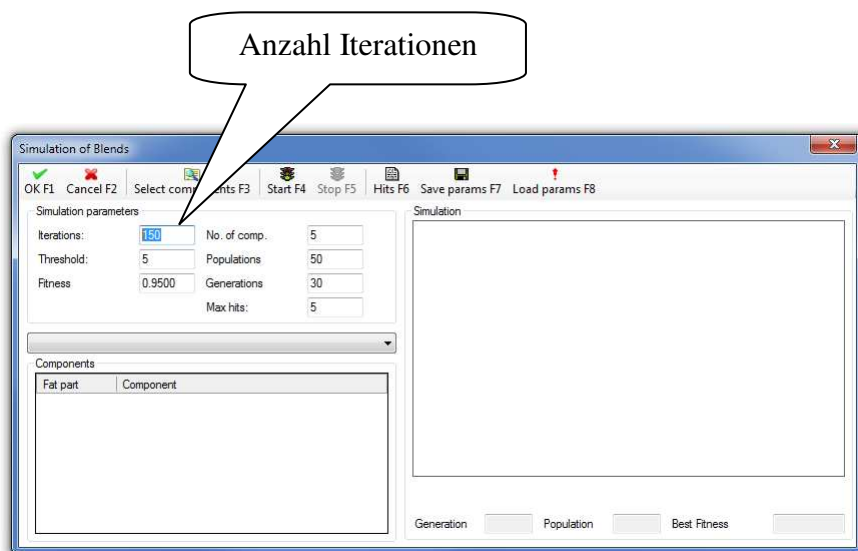 Anzahl Iterationen
Simulation of Blends
OK F1 Cancel F2 Select components F3 Start F4 Stop F5 Hits F6 Save params F7 Load params F8
Simulation parameters
Iterations: 150 No. of comp. 5
Threshold: 5 Populations 50
Fitness 0.9500 Generations 30
Max hits: 5
Components
Fat part Component
Simulation
Generation Population Best Fitness